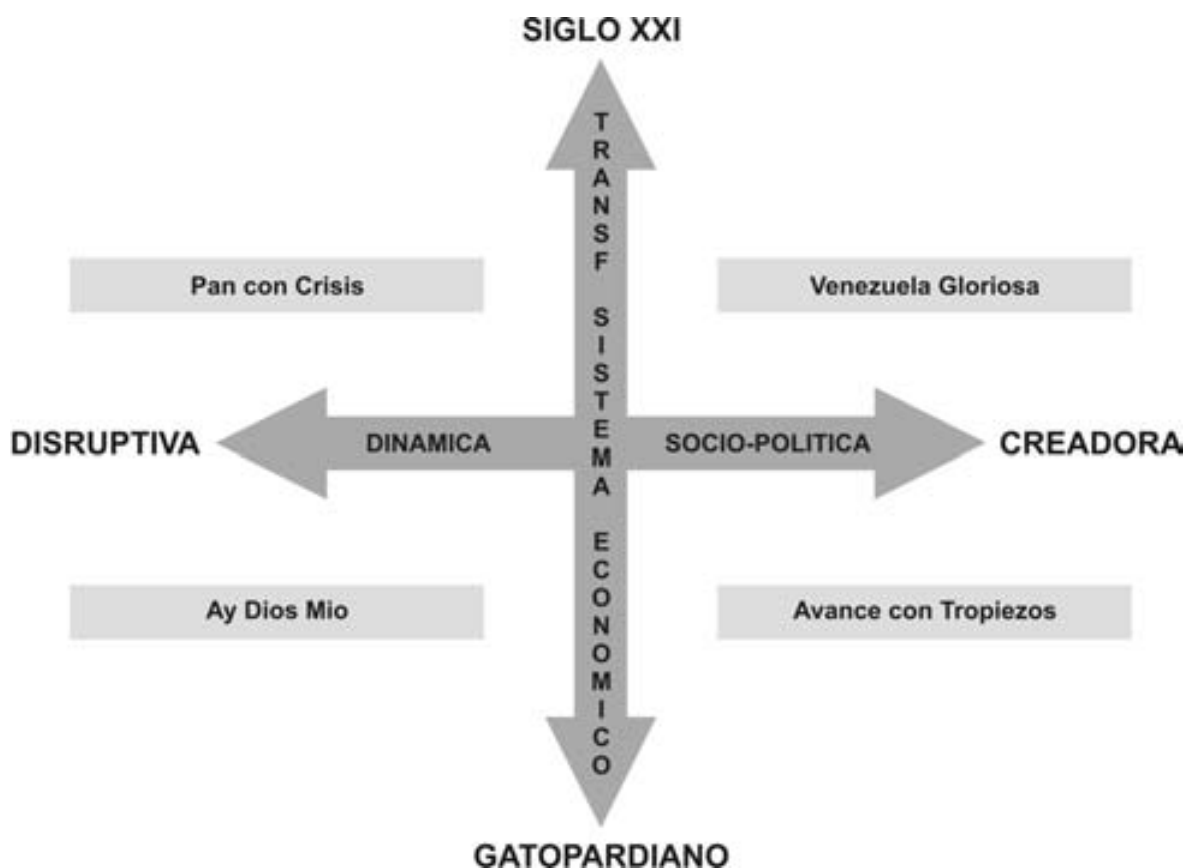 SIGLO XXI
TRANSF SISTEMA ECONOMICO
Pan con Crisis
Venezuela Gloriosa
DISRUPTIVA
DINAMICA
SOCIO-POLITICA
CREADORA
Ay Dios Mio
Avance con Tropiezos
GATOPARDIANO